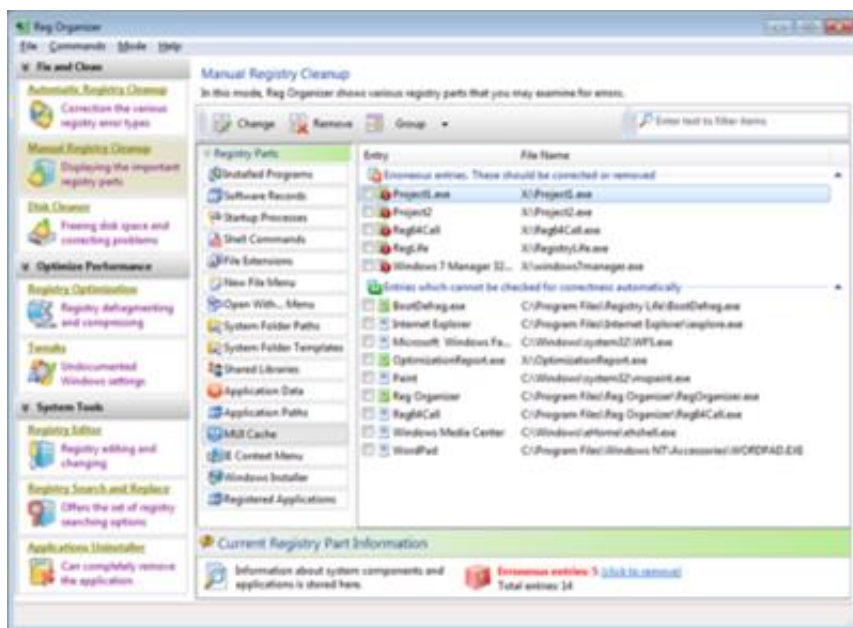 Reg Organizer
File Commands Mode Help
Fix and Clean
Automatic Registry Cleanup
Correction the various
registry error types
Manual Registry Cleanup
Displaying the important
registry parts
Disk Cleaner
Freeing disk space and
correcting problems
Optimize Performance
Registry Optimization
Registry defragmenting
and compressing
Tweaks
Undocumented
Windows settings
System Tools
Registry Editor
Registry editing and
changing
Registry Search and Replace
Offers the set of registry
searching options
Applications Uninstaller
Can completely remove
the application
Manual Registry Cleanup
In this mode, Reg Organizer shows various registry parts that you may examine for errors.
Change Remove Group Enter text to filter items
Registry Parts
Installed Programs
Software Records
Startup Processes
Shell Commands
File Extensions
New File Menu
Open With... Menu
System Folder Paths
System Folder Templates
Shared Libraries
Application Data
Application Paths
MUI Cache
IE Context Menu
Windows Installer
Registered Applications
Entry File Name
Erroneous entries. These should be corrected or removed
Project1.exe X:\Project1.exe
Project2 X:\Project2.exe
Reg64Call X:\Reg64Call.exe
RegLife X:\RegistryLife.exe
Windows 7 Manager 32... X:\windows7manager.exe
Entries which cannot be checked for correctness automatically
BootDefrag.exe C:\Program Files\Registry Life\BootDefrag.exe
Internet Explorer C:\Program Files\Internet Explorer\iexplore.exe
Microsoft Windows Fa... C:\Windows\system32\WFS.exe
OptimizationReport.exe X:\OptimizationReport.exe
Paint C:\Windows\system32\mspaint.exe
Reg Organizer C:\Program Files\Reg Organizer\RegOrganizer.exe
Reg64Call C:\Program Files\Reg Organizer\Reg64Call.exe
Windows Media Center C:\Windows\eHome\ehshell.exe
WordPad C:\Program Files\Windows NT\Accessories\WORDPAD.EXE
Current Registry Part Information
Information about system components and
applications is stored here.
Erroneous entries: 5 (click to remove)
Total entries: 14